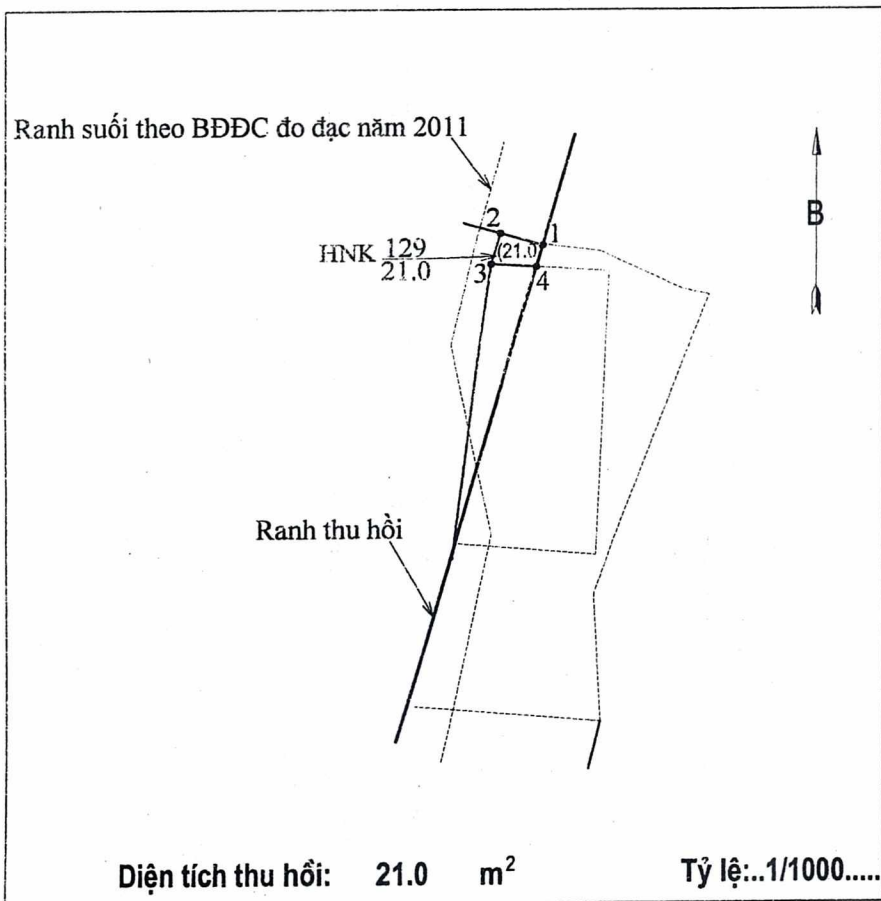 Ranh suối theo BĐĐC đo đạc năm 2011
B
2
1
HNK 129
21.0
(21.0
3
4
Ranh thu hồi
Diện tích thu hồi: 21.0 m²
Tỷ lệ:..1/1000.....